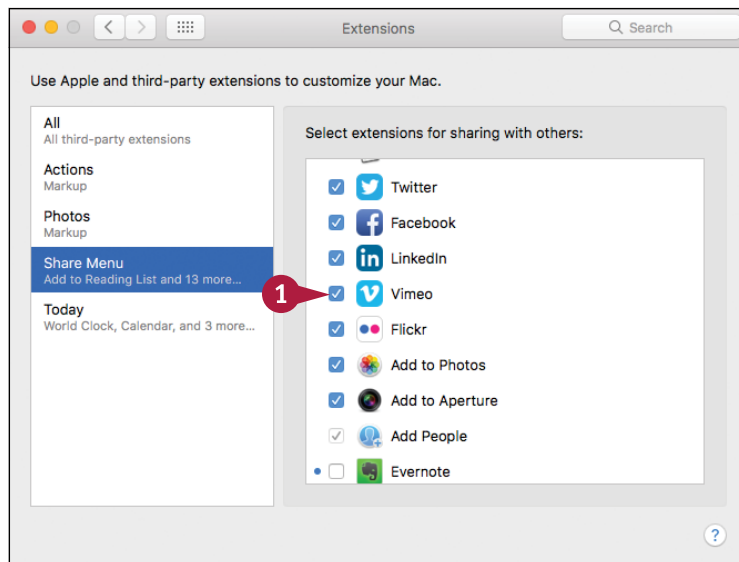 Extensions
Search
Use Apple and third-party extensions to customize your Mac.
All
All third-party extensions
Actions
Markup
Photos
Markup
Share Menu
Add to Reading List and 13 more...
Today
World Clock, Calendar, and 3 more...
Select extensions for sharing with others:
Twitter
Facebook
in LinkedIn
1
Vimeo
Flickr
Add to Photos
Add to Aperture
Add People
Evernote
?